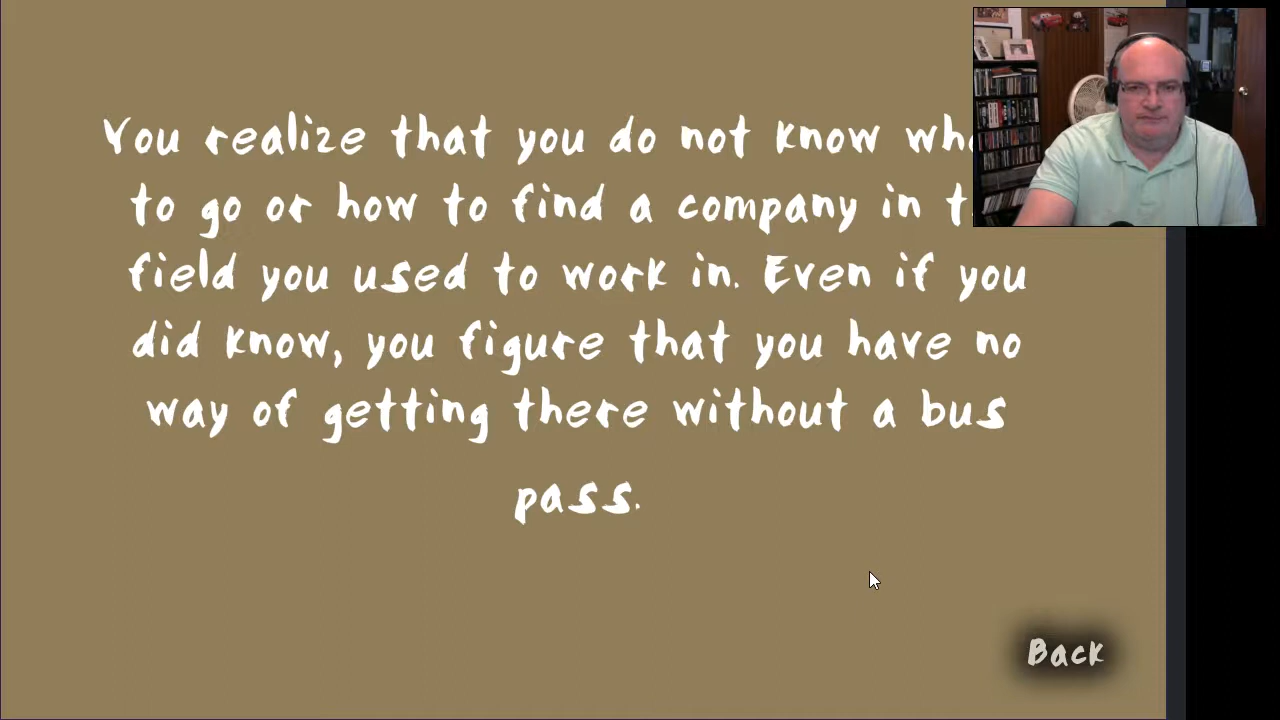 You realize that you do not know
to go or how to find a company in
field you used to work in. Even if you
did know, you figure that you have no
way of getting there without a bus
pass.
Back